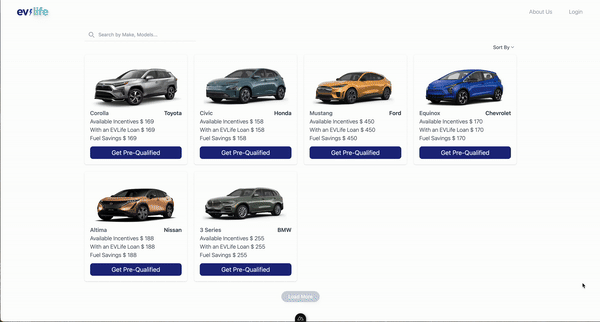 ev life
About Us Login
Search by Make, Models...
Sort By
Corolla Toyota
Available Incentives $ 169
With an EVLife Loan $ 169
Fuel Savings $ 169
Get Pre-Qualified
Civic Honda
Available Incentives $ 158
With an EVLife Loan $ 158
Fuel Savings $ 158
Get Pre-Qualified
Mustang Ford
Available Incentives $ 450
With an EVLife Loan $ 450
Fuel Savings $ 450
Get Pre-Qualified
Equinox Chevrolet
Available Incentives $ 170
With an EVLife Loan $ 170
Fuel Savings $ 170
Get Pre-Qualified
Altima Nissan
Available Incentives $ 188
With an EVLife Loan $ 188
Fuel Savings $ 188
Get Pre-Qualified
3 Series BMW
Available Incentives $ 255
With an EVLife Loan $ 255
Fuel Savings $ 255
Get Pre-Qualified
Load More